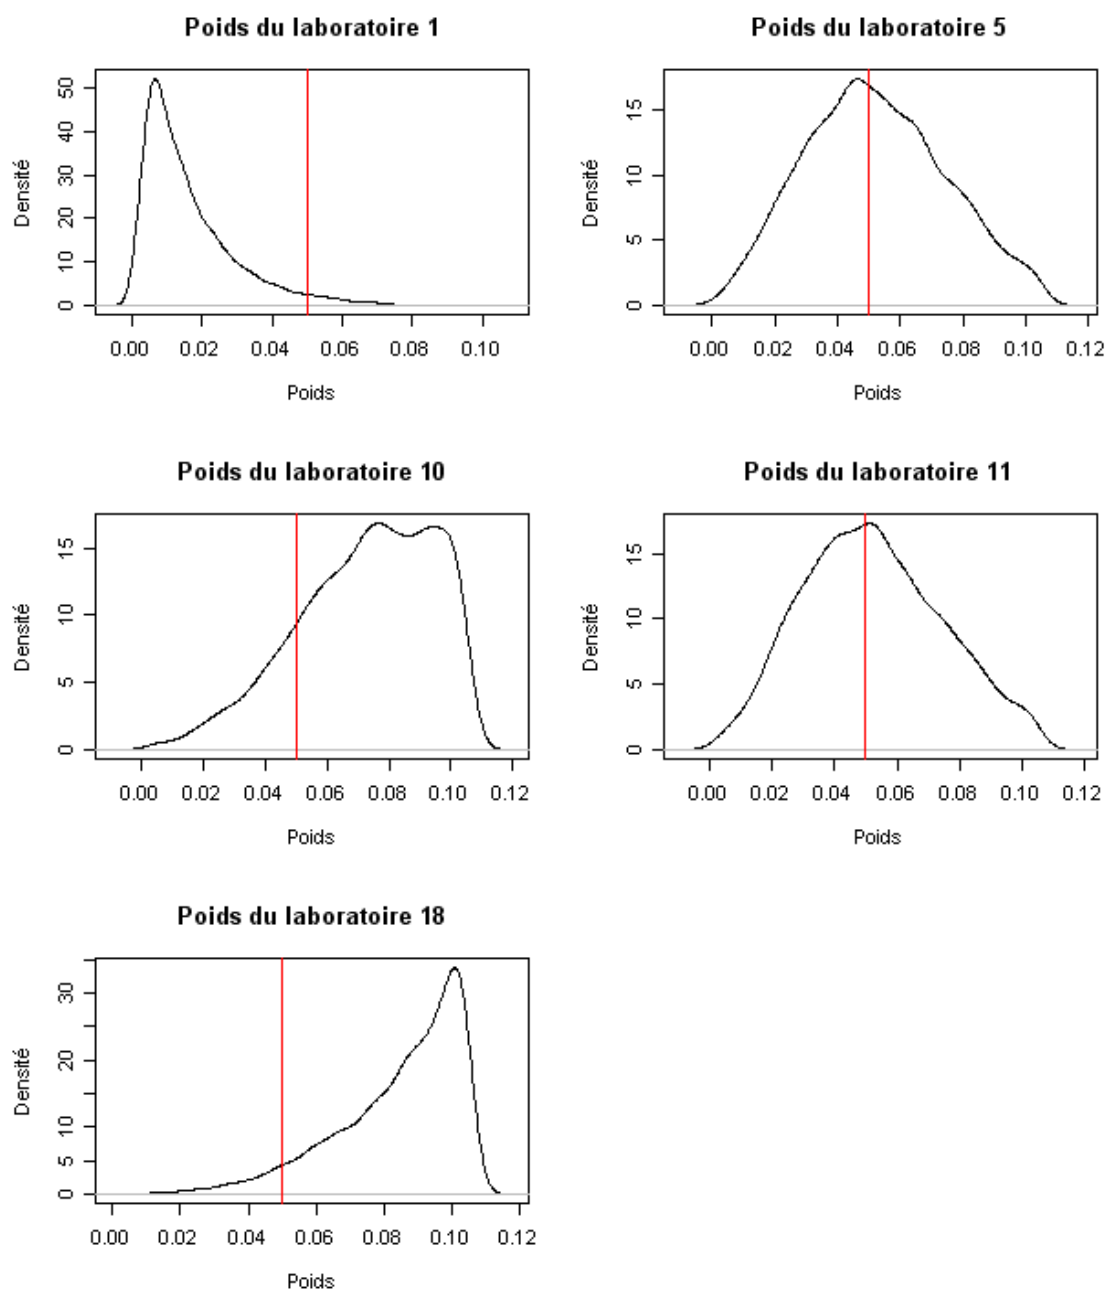 Poids du laboratoire 1
Densité
0 10 20 30 40 50
0.00 0.02 0.04 0.06 0.08 0.10
Poids
Poids du laboratoire 5
Densité
0 5 10 15
0.00 0.02 0.04 0.06 0.08 0.10 0.12
Poids
Poids du laboratoire 10
Densité
0 5 10 15
0.00 0.02 0.04 0.06 0.08 0.10 0.12
Poids
Poids du laboratoire 11
Densité
0 5 10 15
0.00 0.02 0.04 0.06 0.08 0.10 0.12
Poids
Poids du laboratoire 18
Densité
0 5 10 20 30
0.00 0.02 0.04 0.06 0.08 0.10 0.12
Poids